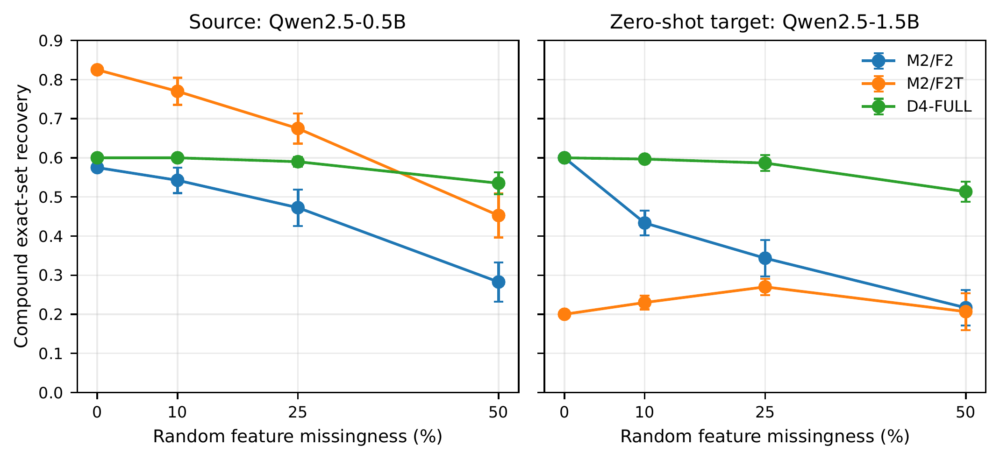 Source: Qwen2.5-0.5B
Zero-shot target: Qwen2.5-1.5B
Compound exact-set recovery
0.9
0.8
0.7
0.6
0.5
0.4
0.3
0.2
0.1
0.0
0 10 25 50
Random feature missingness (%)
M2/F2
M2/F2T
D4-FULL
0 10 25 50
Random feature missingness (%)